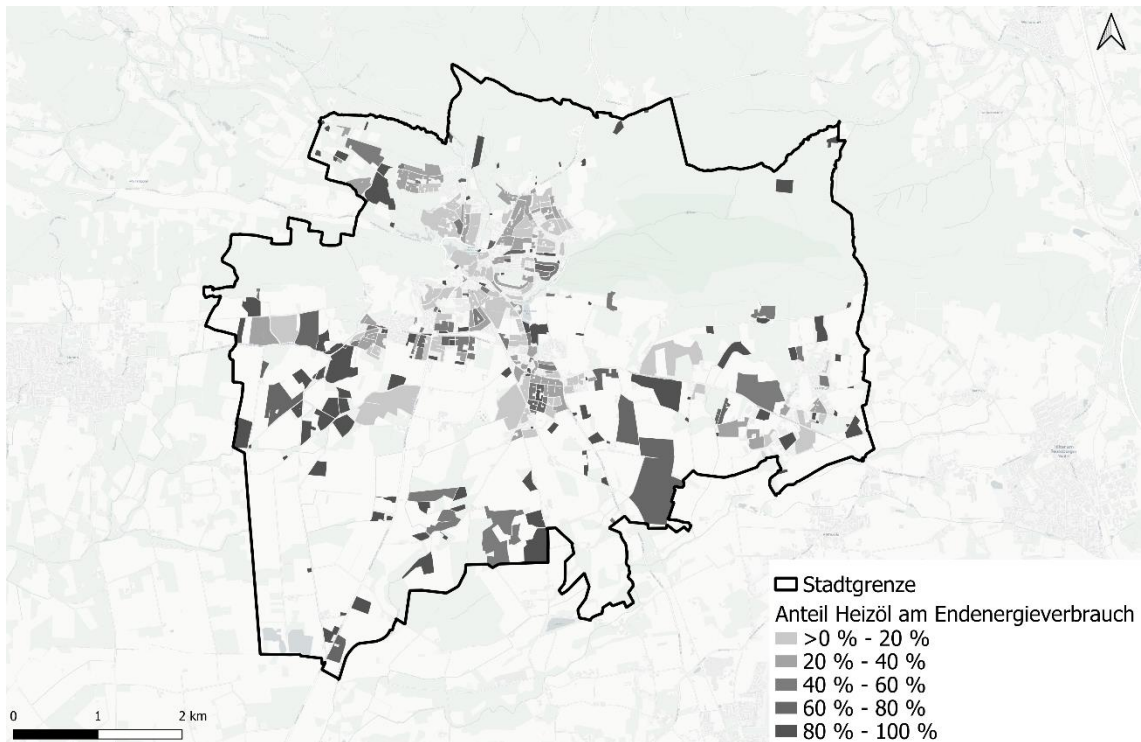 Stadtgrenze
Anteil Heizöl am Endenergieverbrauch
>0 % - 20 %
20 % - 40 %
40 % - 60 %
60 % - 80 %
80 % - 100 %
0 1 2 km